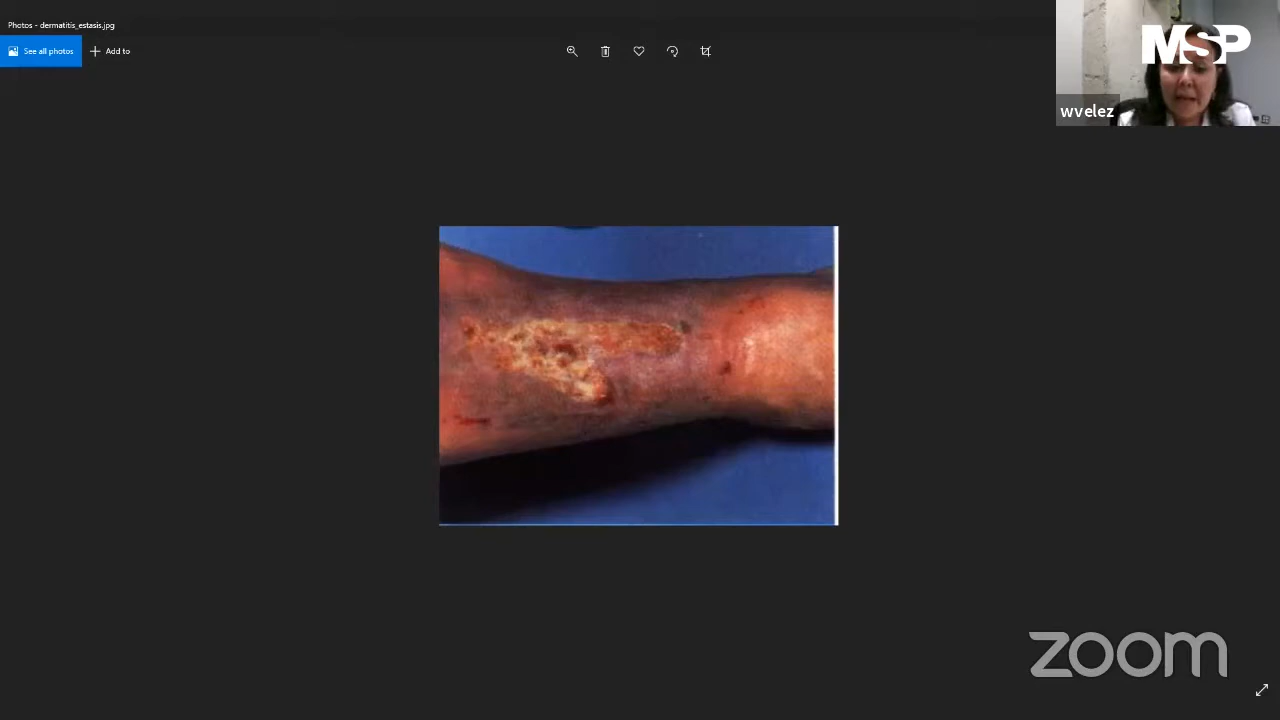 Photos - dermatitis_estasis.jpg
See all photos
Add to
MSP
wvelez
zoom